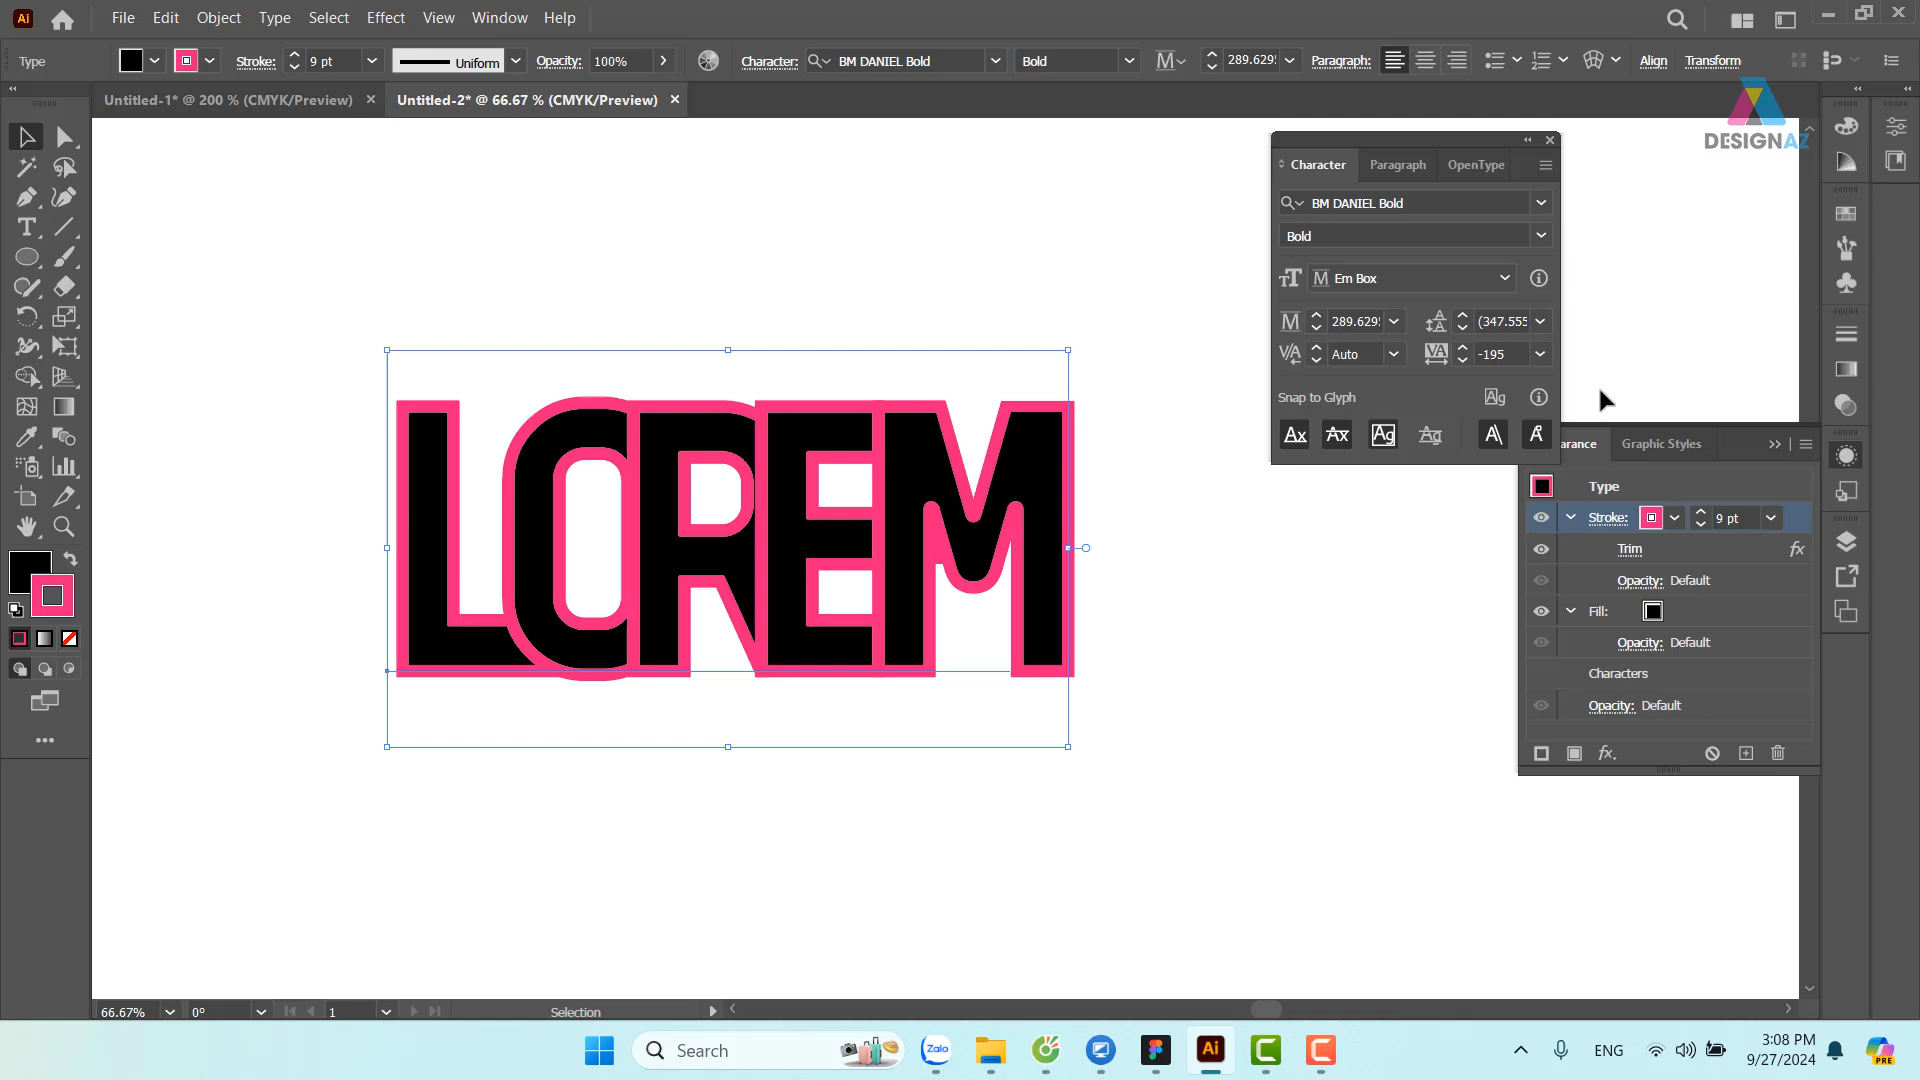 File Edit Object Type Select Effect View Window Help
Type Stroke: 9 pt Uniform Opacity: 100% Character: BM DANIEL Bold Bold 289.629 Paragraph: Align Transform
Untitled-1* @ 200 % (CMYK/Preview) Untitled-2* @ 66.67 % (CMYK/Preview)
DESIGNAZ
Character Paragraph OpenType
BM DANIEL Bold
Bold
Em Box
289.629 (347.555
Auto -195
Snap to Glyph
LOREM
arance Graphic Styles
Type
Stroke: 9 pt
Trim
Opacity: Default
Fill:
Opacity: Default
Characters
Opacity: Default
66.67% 0° 1 Selection
Search Zalo ENG 3:08 PM
9/27/2024
PRE